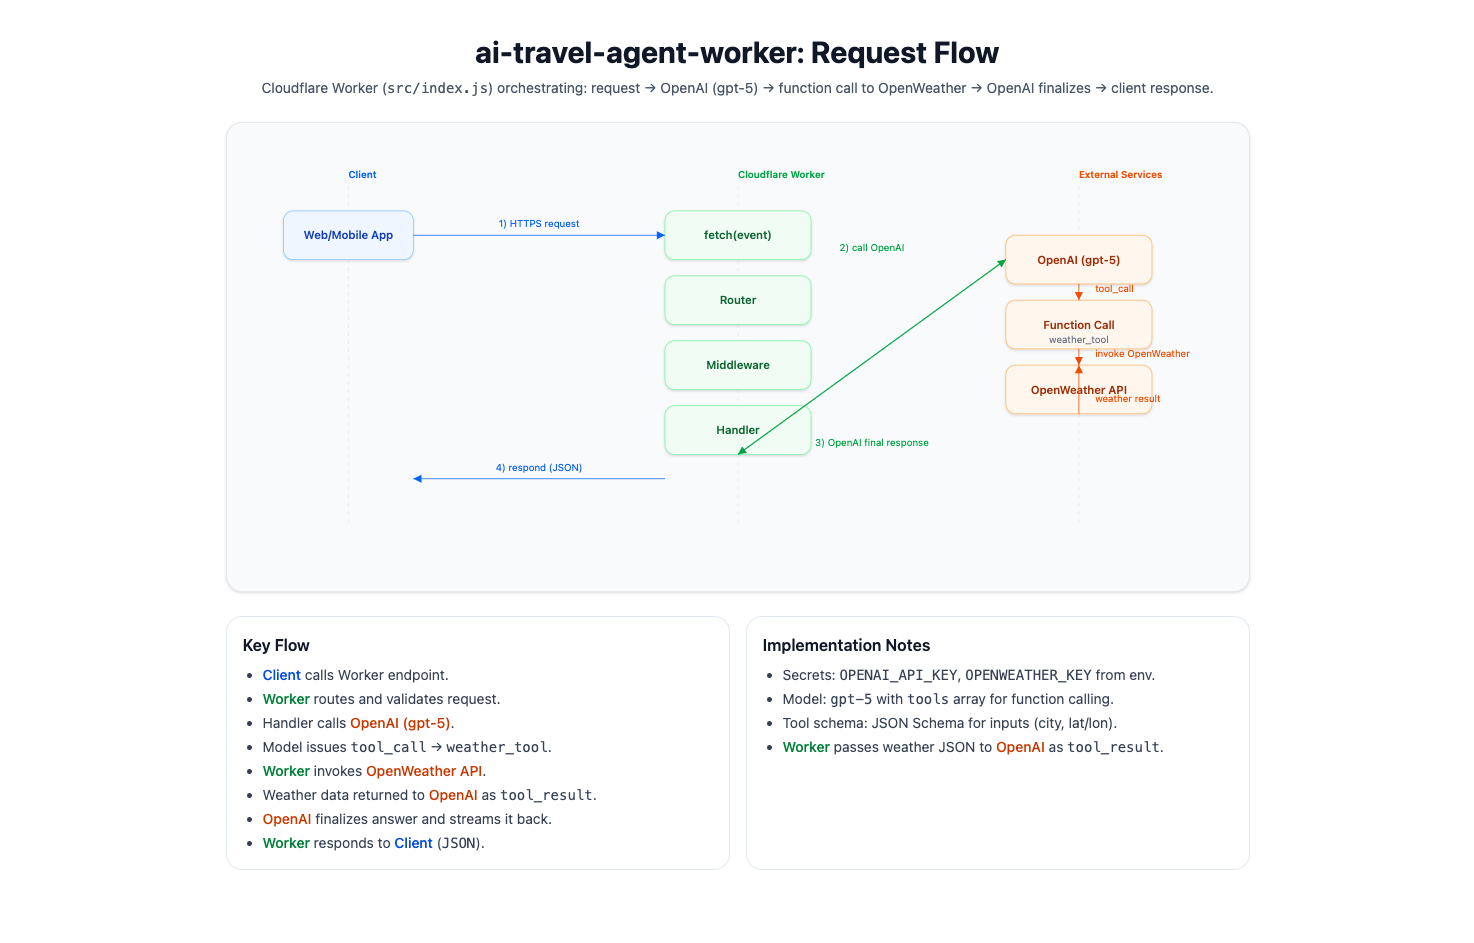 ai-travel-agent-worker: Request Flow
Cloudflare Worker (src/index.js) orchestrating: request → OpenAI (gpt-5) → function call to OpenWeather → OpenAI finalizes → client response.
Client
Cloudflare Worker
External Services
Web/Mobile App
1) HTTPS request
fetch(event)
2) call OpenAI
OpenAI (gpt-5)
tool_call
Router
Function Call
weather_tool
invoke OpenWeather
Middleware
OpenWeather API
weather result
Handler
3) OpenAI final response
4) respond (JSON)
Key Flow
• Client calls Worker endpoint.
• Worker routes and validates request.
• Handler calls OpenAI (gpt-5).
• Model issues tool_call → weather_tool.
• Worker invokes OpenWeather API.
• Weather data returned to OpenAI as tool_result.
• OpenAI finalizes answer and streams it back.
• Worker responds to Client (JSON).
Implementation Notes
• Secrets: OPENAI_API_KEY, OPENWEATHER_KEY from env.
• Model: gpt-5 with tools array for function calling.
• Tool schema: JSON Schema for inputs (city, lat/lon).
• Worker passes weather JSON to OpenAI as tool_result.